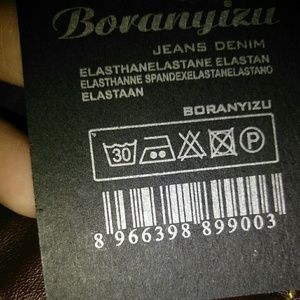 Boranyizu
JEANS DENIM
ELASTHANELASTANE ELASTAN
ELASTHANNE SPANDEXELASTANELASTANO
ELASTAAN
BORANYIZU
30 P
8 966398 899003